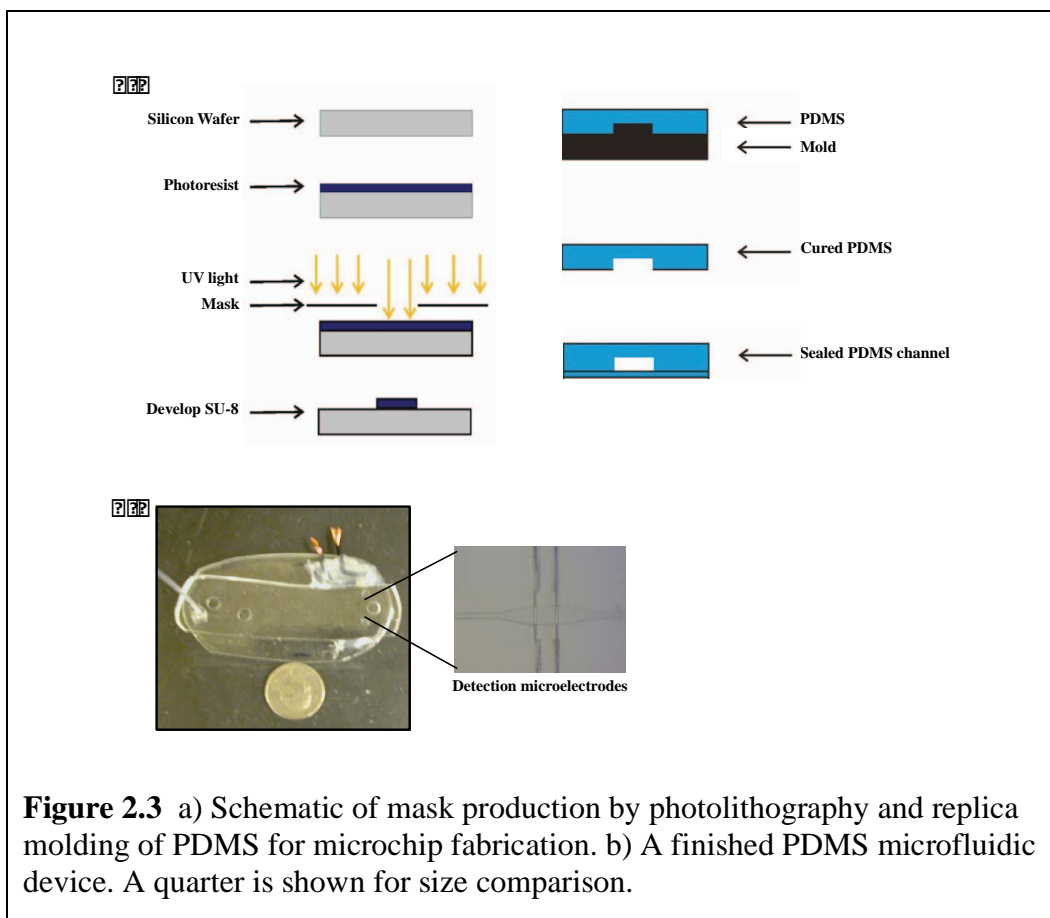 Silicon Wafer
Photoresist
UV light
Mask
Develop SU-8
PDMS
Mold
Cured PDMS
Sealed PDMS channel
Detection microelectrodes
Figure 2.3 a) Schematic of mask production by photolithography and replica
molding of PDMS for microchip fabrication. b) A finished PDMS microfluidic
device. A quarter is shown for size comparison.